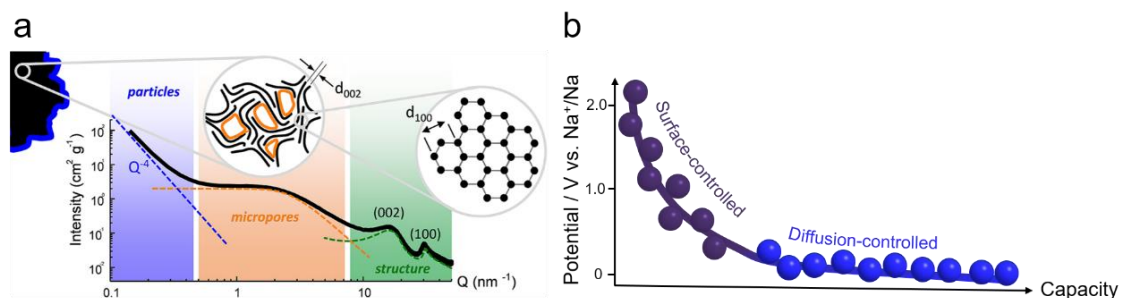 a
particles
d002
d100
Q-4
Intensity (cm2 g-1)
micropores
(002)
(100)
structure
0.1
1
10
Q (nm-1)
b
Potential / V vs. Na+/Na
2.0
1.0
0
Surface-controlled
Diffusion-controlled
Capacity